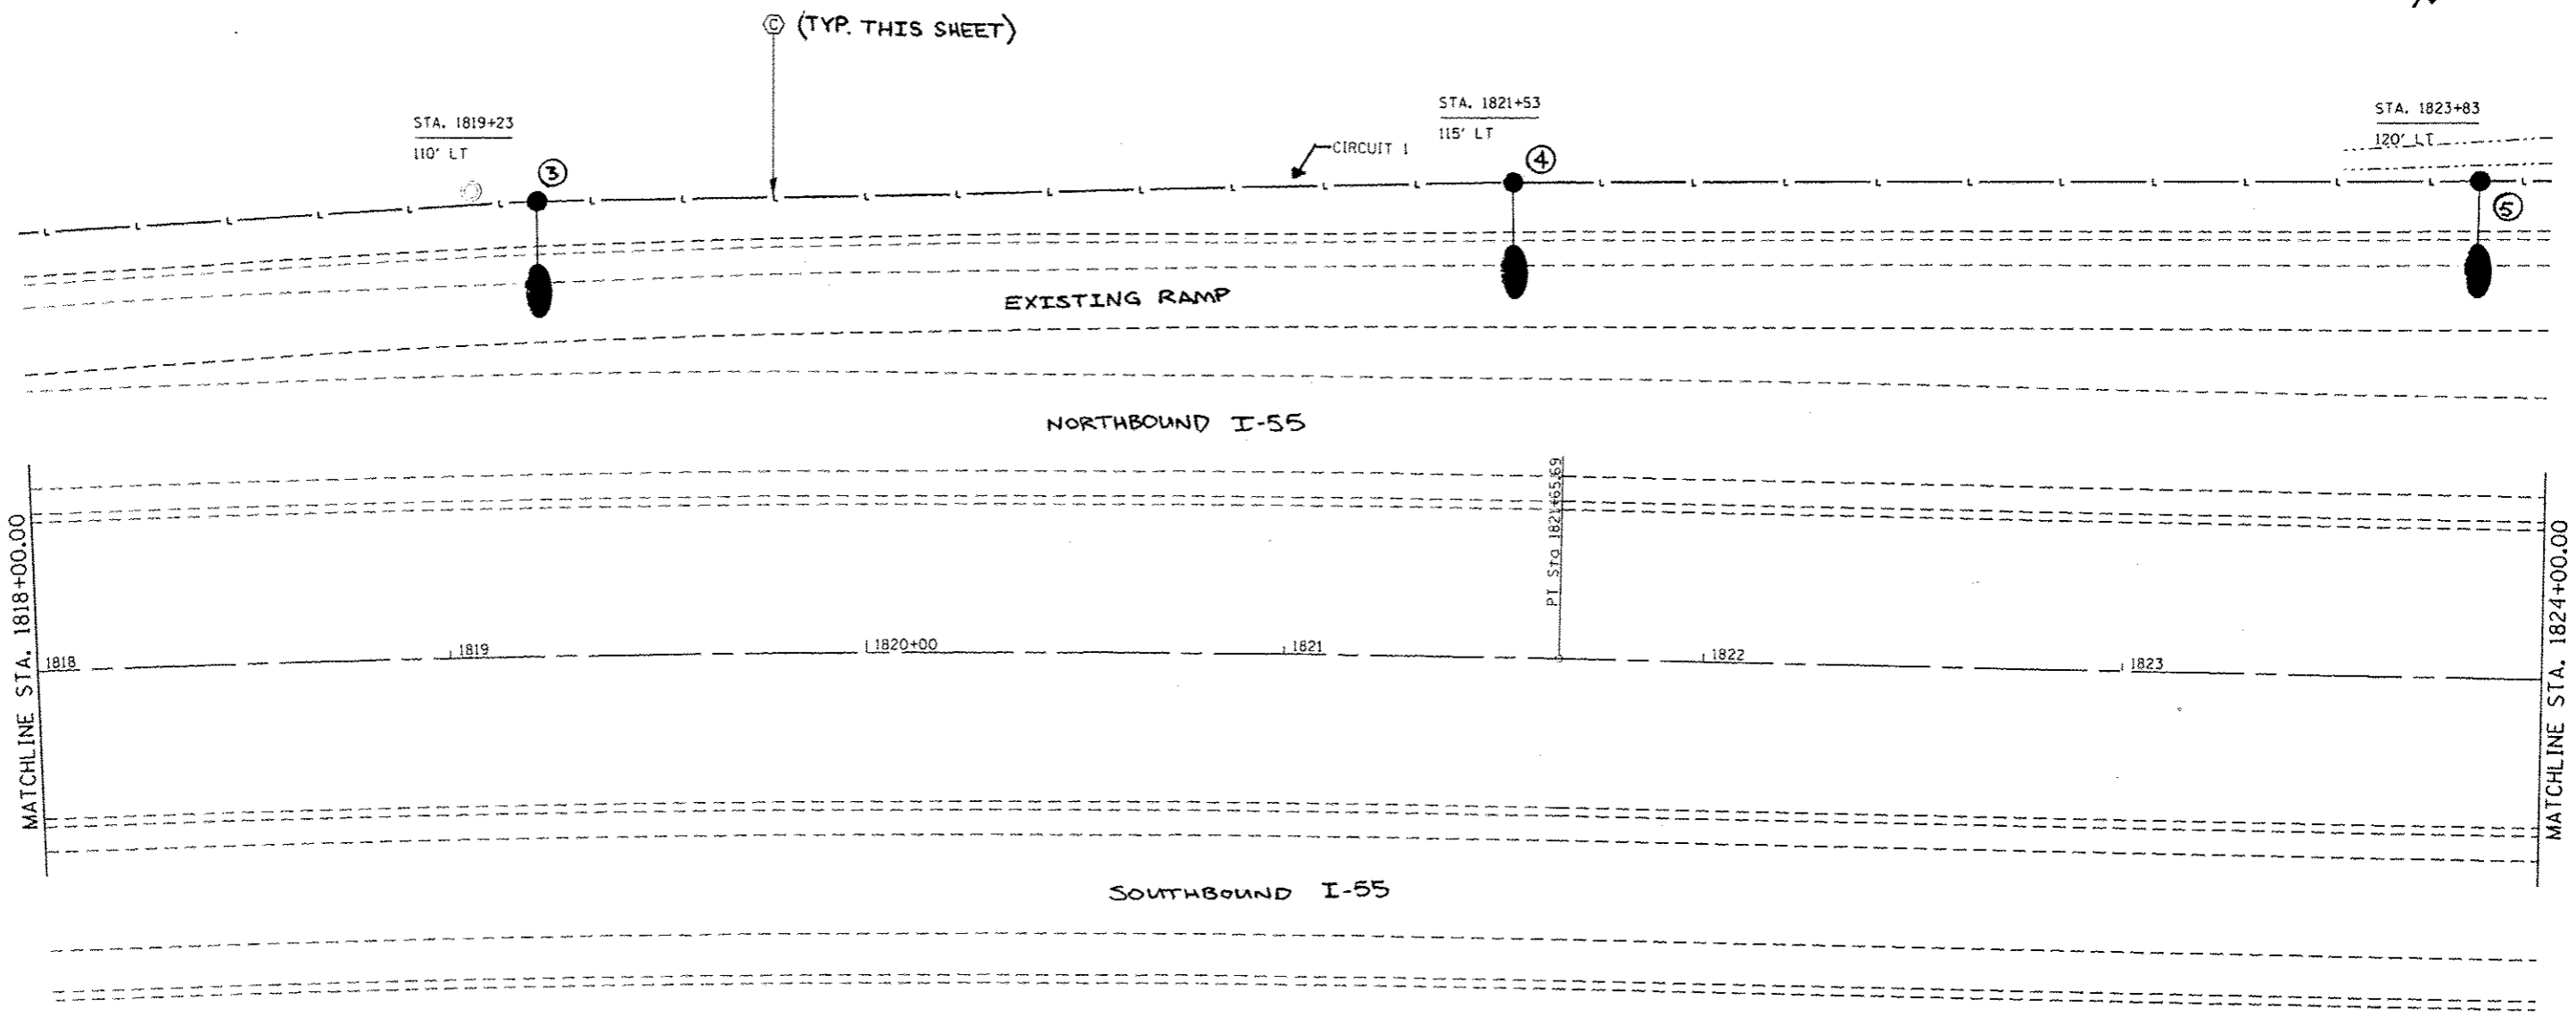 Ⓒ (TYP. THIS SHEET)
STA. 1819+23
110' LT
③
CIRCUIT 1
STA. 1821+53
115' LT
④
STA. 1823+83
120' LT
⑤
EXISTING RAMP
NORTHBOUND I-55
MATCHLINE STA. 1818+00.00
PT Sta 1821+65.69
MATCHLINE STA. 1824+00.00
1818
1819
1820+00
1821
1822
1823
SOUTHBOUND I-55